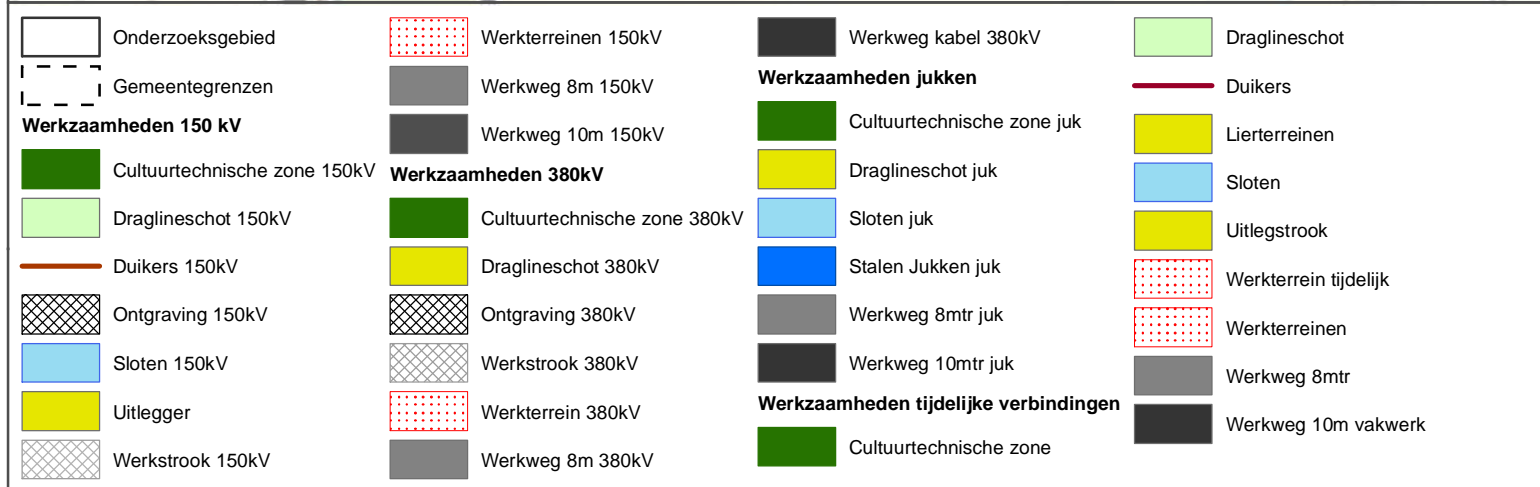 Onderzoeksgebied
Gemeentegrenzen
Werkzaamheden 150 kV
Cultuurtechnische zone 150kV
Draglineschot 150kV
Duikers 150kV
Ontgraving 150kV
Sloten 150kV
Uitlegger
Werkstrook 150kV
Werkterreinen 150kV
Werkweg 8m 150kV
Werkweg 10m 150kV
Werkzaamheden 380kV
Cultuurtechnische zone 380kV
Draglineschot 380kV
Ontgraving 380kV
Werkstrook 380kV
Werkterrein 380kV
Werkweg 8m 380kV
Werkweg kabel 380kV
Werkzaamheden jukken
Cultuurtechnische zone juk
Draglineschot juk
Sloten juk
Stalen Jukken juk
Werkweg 8mtr juk
Werkweg 10mtr juk
Werkzaamheden tijdelijke verbindingen
Cultuurtechnische zone
Draglineschot
Duikers
Lierterreinen
Sloten
Uitlegstrook
Werkterrein tijdelijk
Werkterreinen
Werkweg 8mtr
Werkweg 10m vakwerk